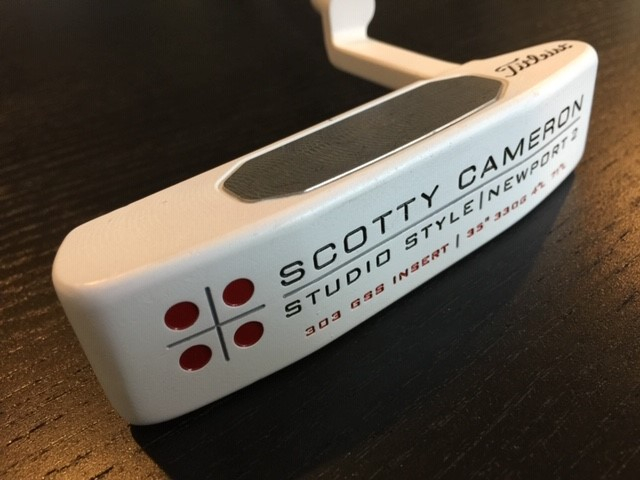 Titleist
SCOTTY CAMERON
STUDIO STYLE|NEWPORT 2
303 GSS INSERT | 35" 330G 4° 71°